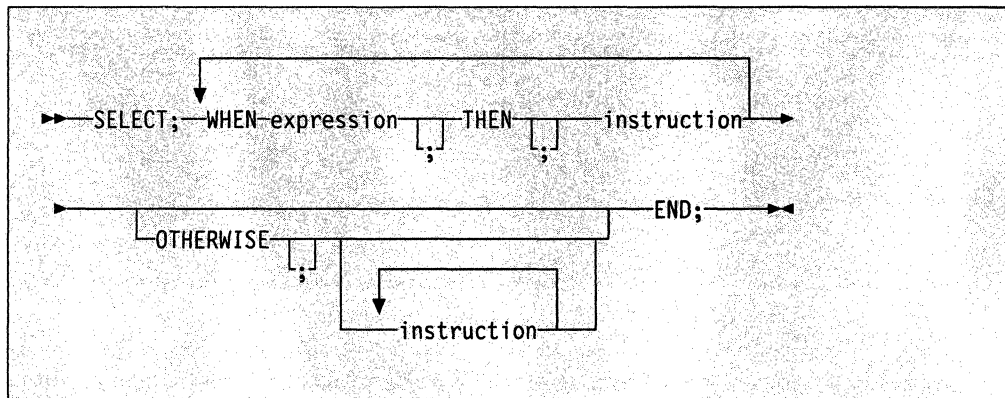 SELECT; WHEN expression ; THEN ; instruction
END;
OTHERWISE ;
instruction